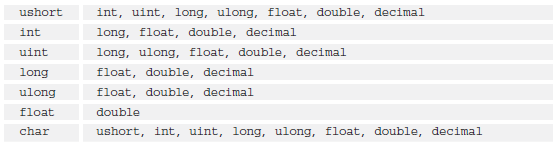 ushort int, uint, long, ulong, float, double, decimal
int long, float, double, decimal
uint long, ulong, float, double, decimal
long float, double, decimal
ulong float, double, decimal
float double
char ushort, int, uint, long, ulong, float, double, decimal